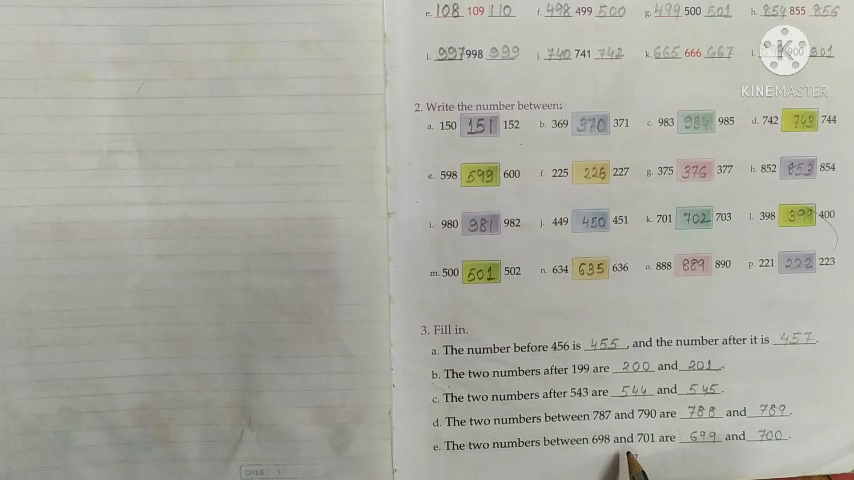 e. 108 109 110 f. 498 499 500 g. 499 500 501 h. 854 855 856
i. 997 998 999 j. 740 741 742 k. 665 666 667 l. 900 901
KINEMASTER
2. Write the number between:
a. 150 151 152 b. 369 370 371 c. 983 984 985 d. 742 743 744
e. 598 599 600 f. 225 226 227 g. 375 376 377 h. 852 853 854
i. 980 981 982 j. 449 450 451 k. 701 702 703 l. 398 399 400
m. 500 501 502 n. 634 635 636 o. 888 889 890 p. 221 222 223
3. Fill in.
a. The number before 456 is 455, and the number after it is 457.
b. The two numbers after 199 are 200 and 201.
c. The two numbers after 543 are 544 and 545.
d. The two numbers between 787 and 790 are 788 and 789.
e. The two numbers between 698 and 701 are 699 and 700.